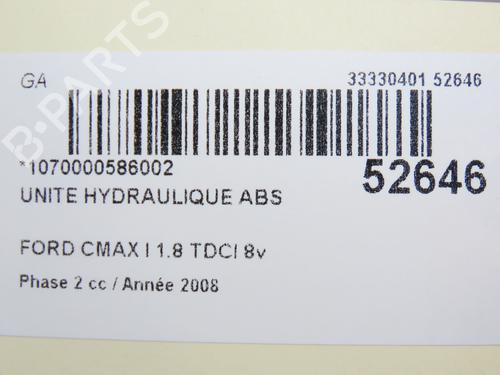 GA 33330401 52646
*1070000586002 52646
UNITE HYDRAULIQUE ABS
FORD CMAX I 1.8 TDCI 8v
Phase 2 cc / Année 2008
B-PARTS